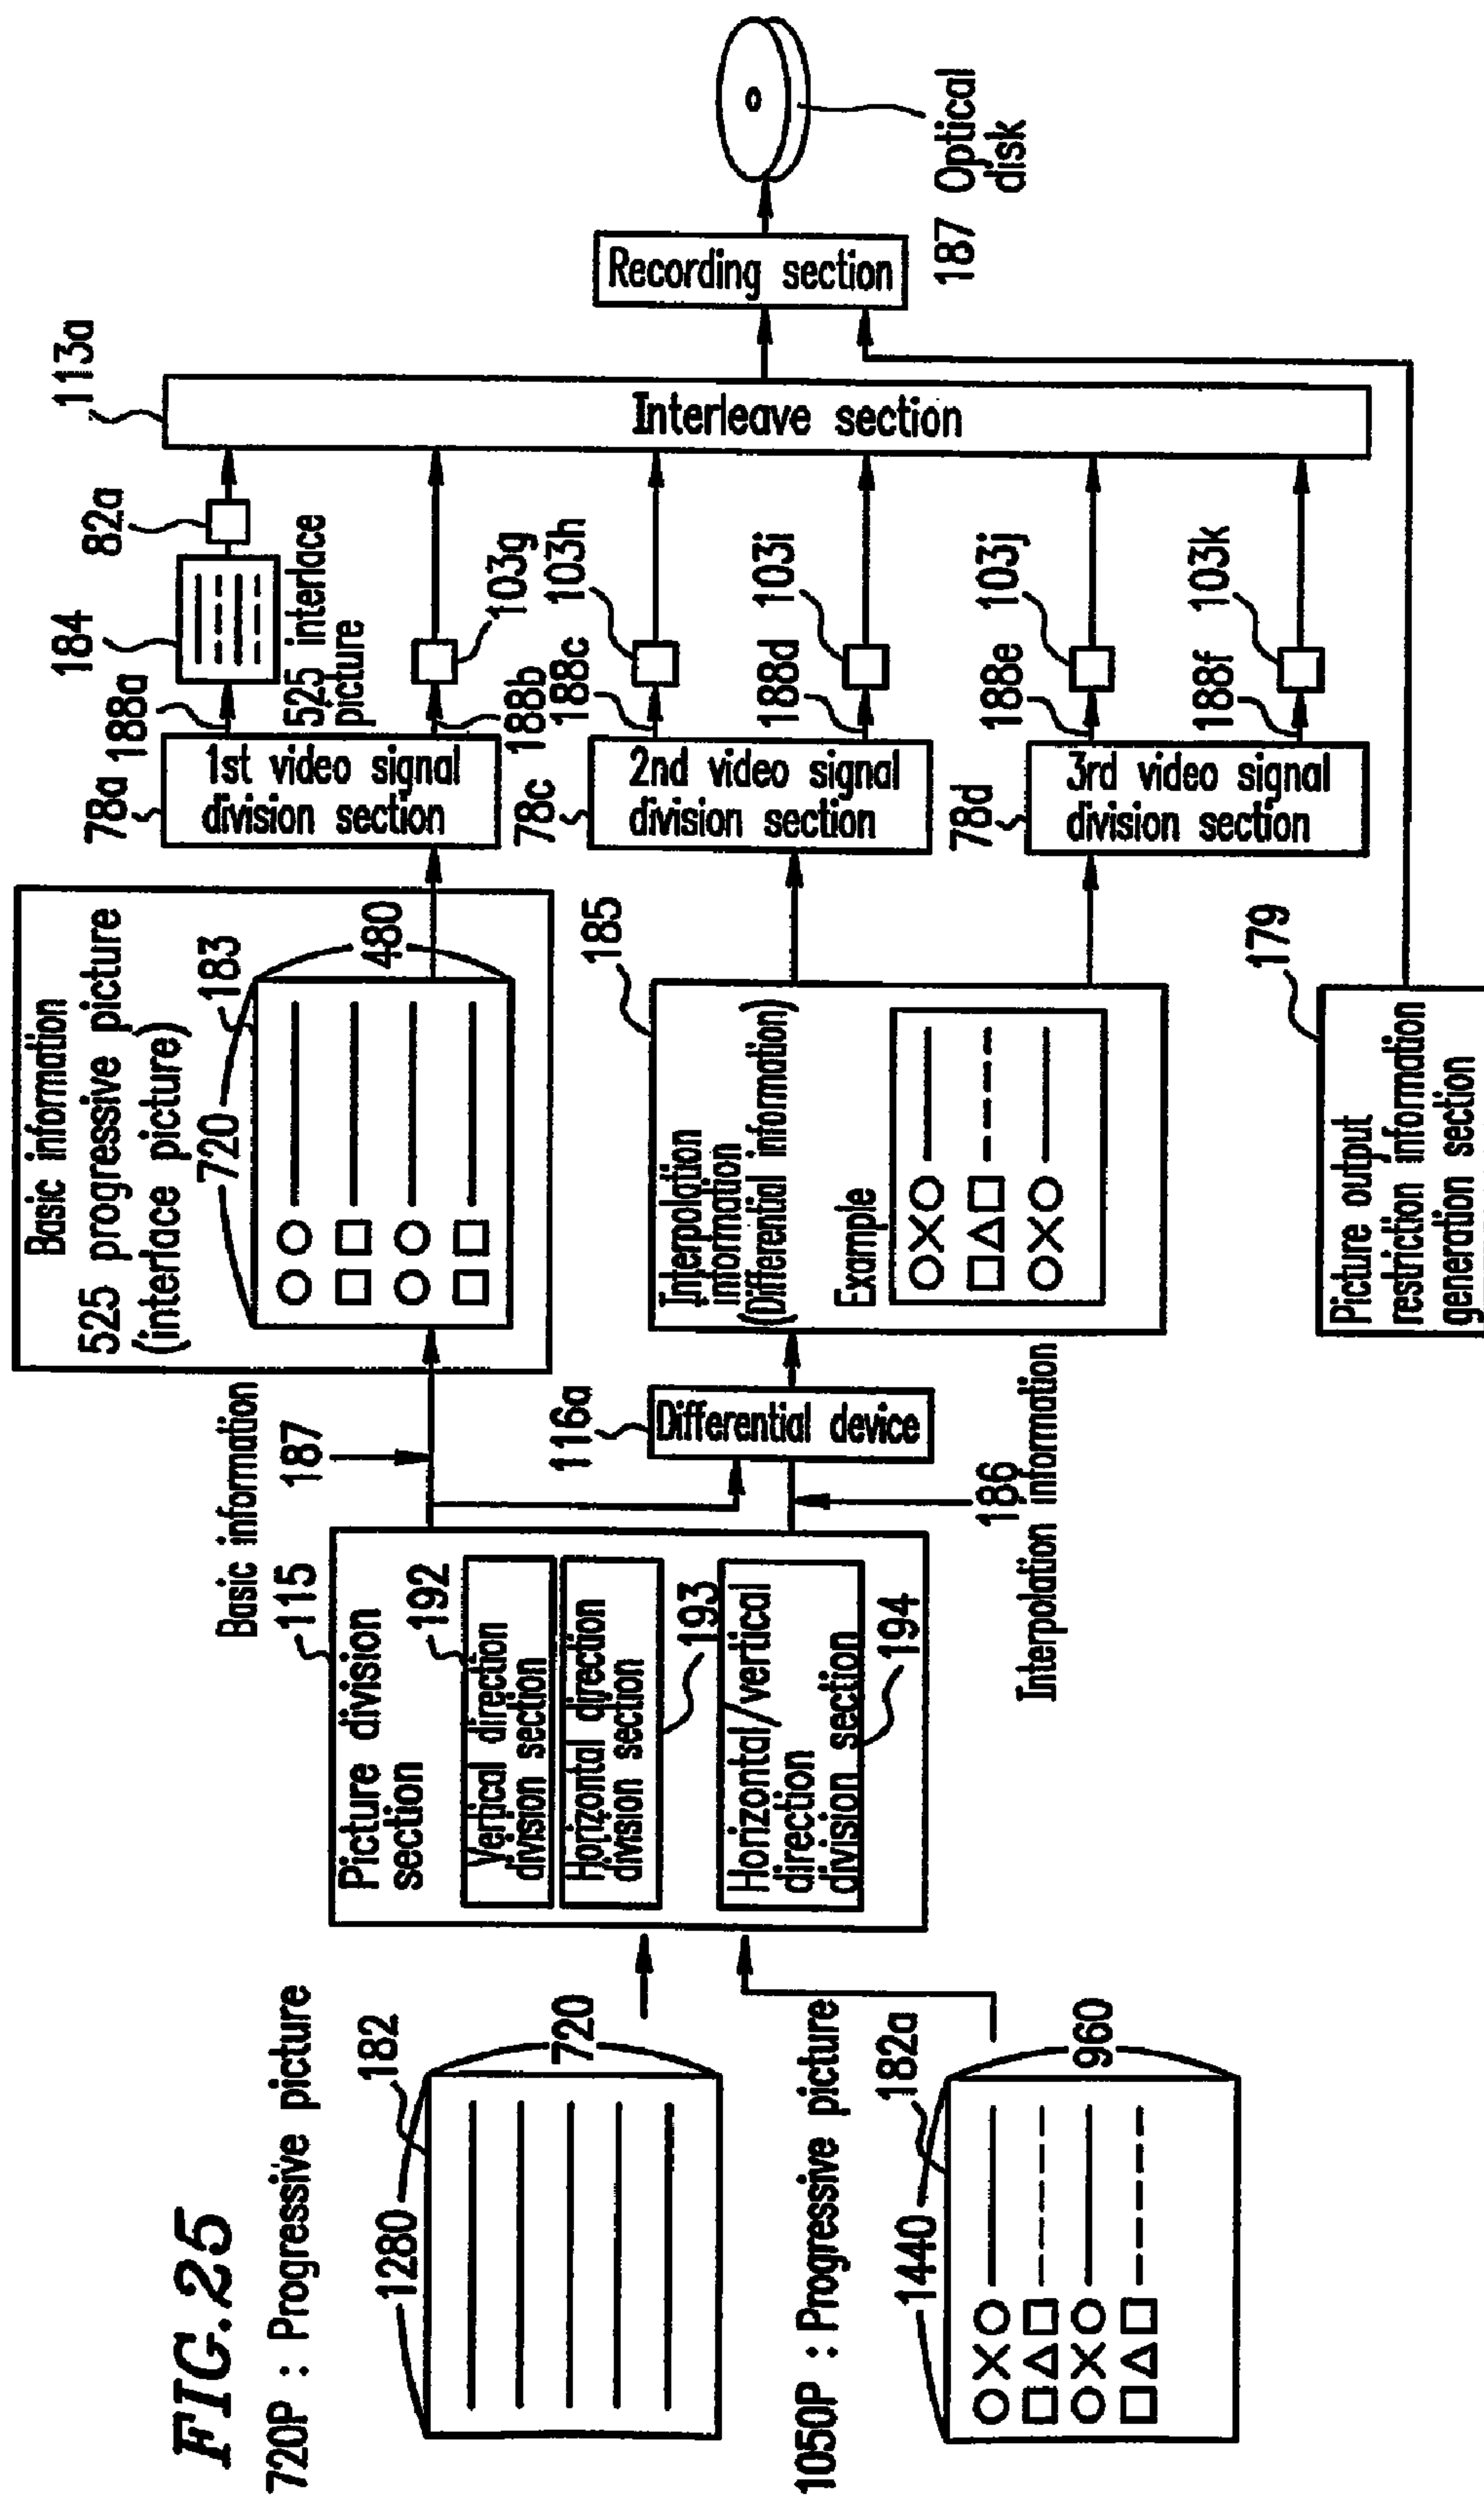 FIG. 25
720P : Progressive picture
1280
182
720
1050P : Progressive picture
1440
182a
960
115
Picture division
section
192
Vertical direction
division section
Horizontal direction
division section
193
Horizontal/vertical
direction
division section
194
Basic information
187
116a
Differential device
186
Interpolation information
Basic information
525 progressive picture
(interlace picture)
720
183
480
185
Interpolation
information
(Differential information)
Example
179
Picture output
restriction information
generation section
78a
1st video signal
division section
188a
184
525 interlace
picture
82a
188b
103g
78c
2nd video signal
division section
188c
103h
188d
103i
78d
3rd video signal
division section
188e
103j
188f
103k
113a
Interleave section
Recording section
187 Optical
disk